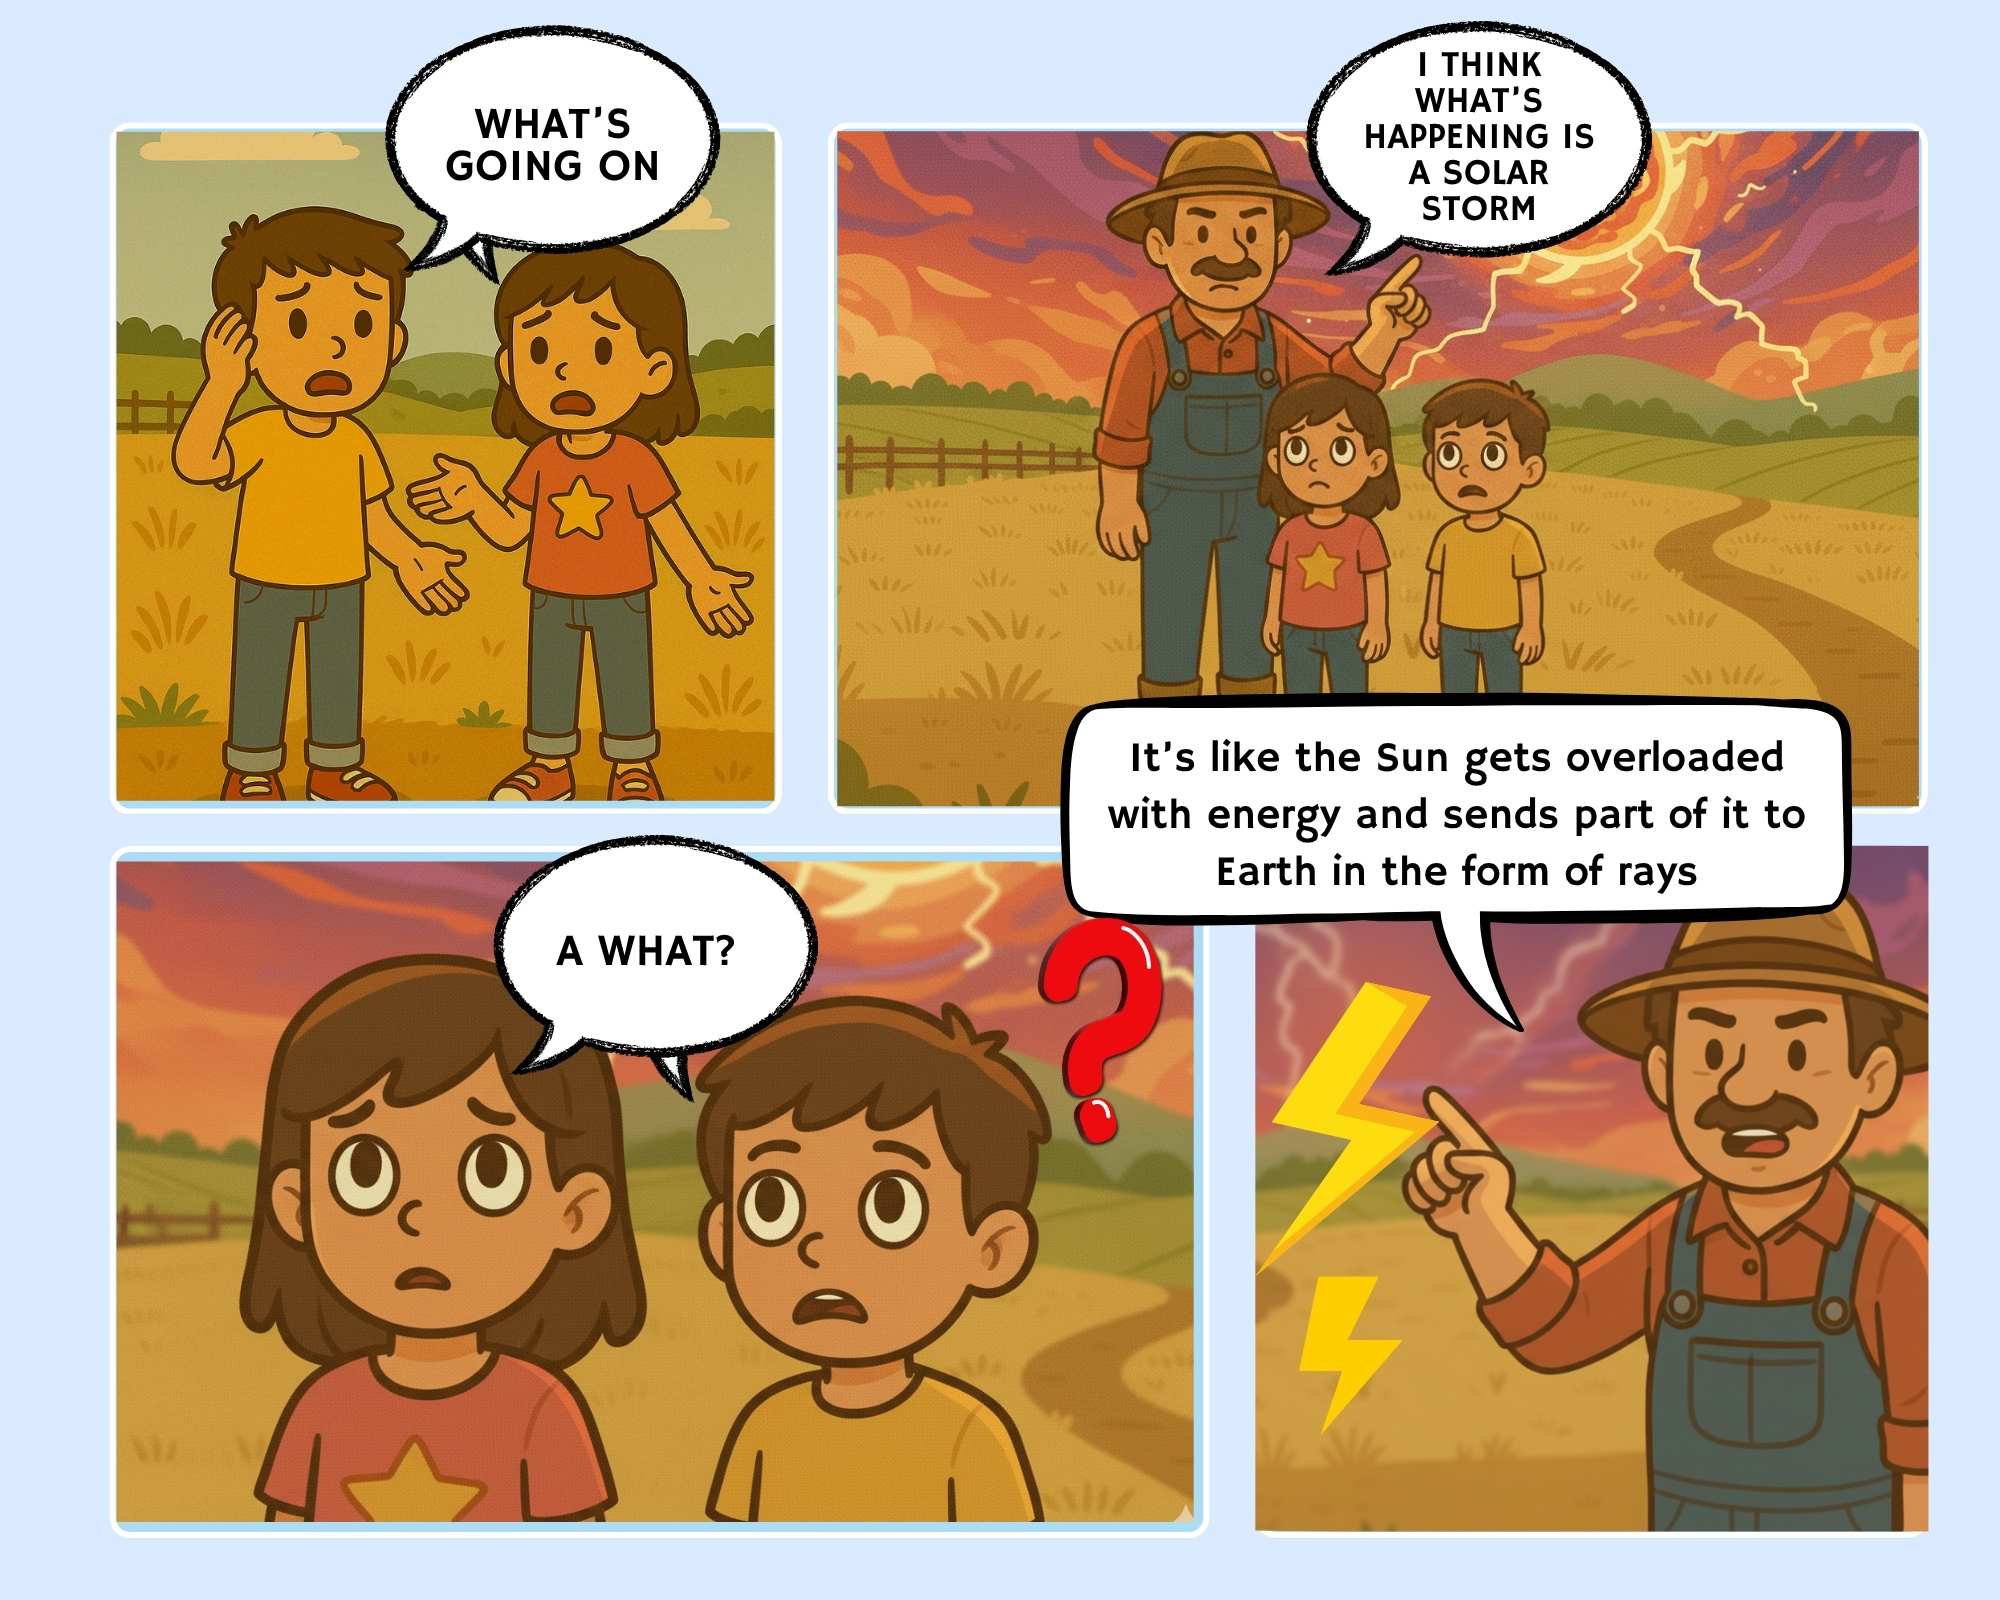 WHAT'S
GOING ON
I THINK
WHAT'S
HAPPENING IS
A SOLAR
STORM
A WHAT?
?
It's like the Sun gets overloaded
with energy and sends part of it to
Earth in the form of rays